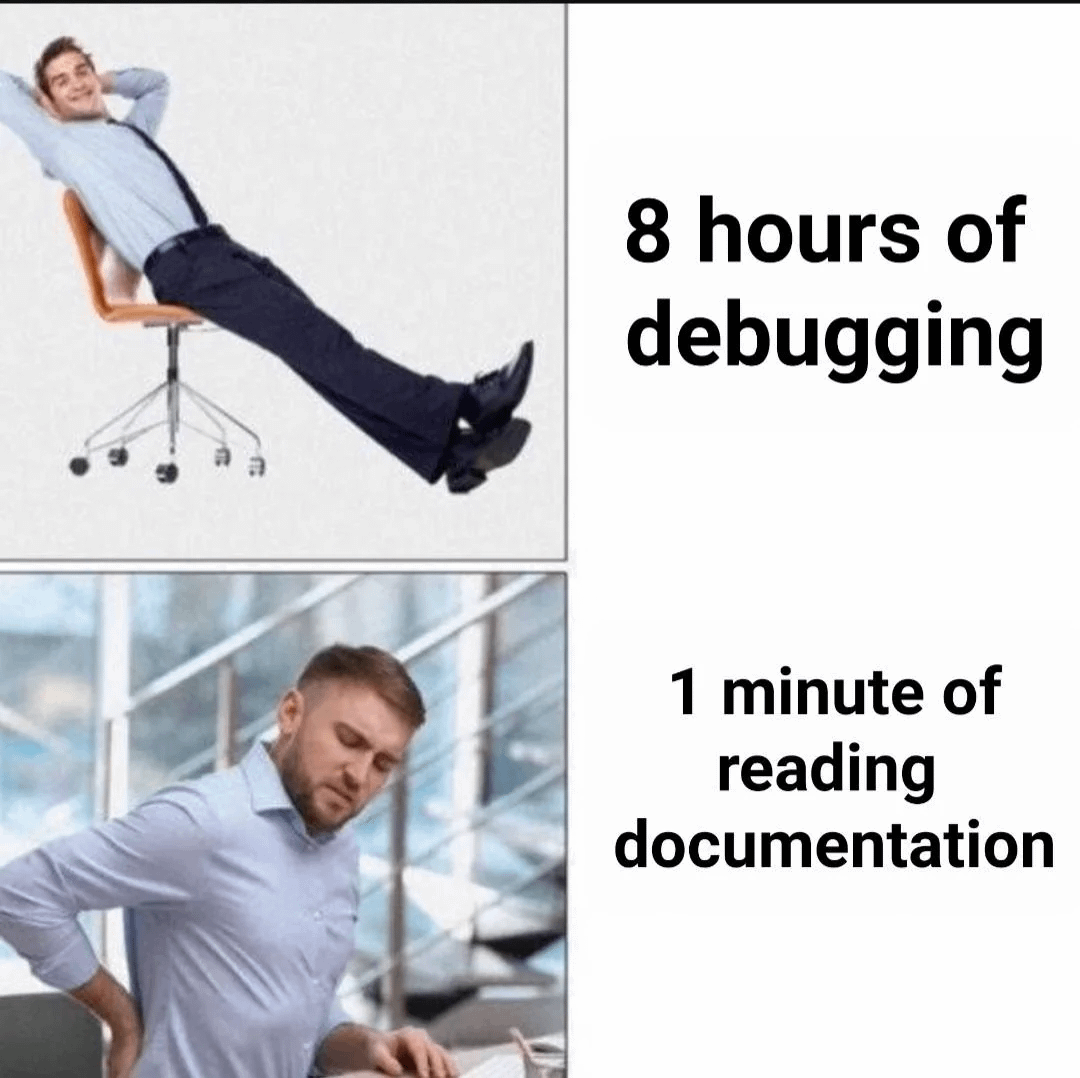 8 hours of
debugging
1 minute of
reading
documentation